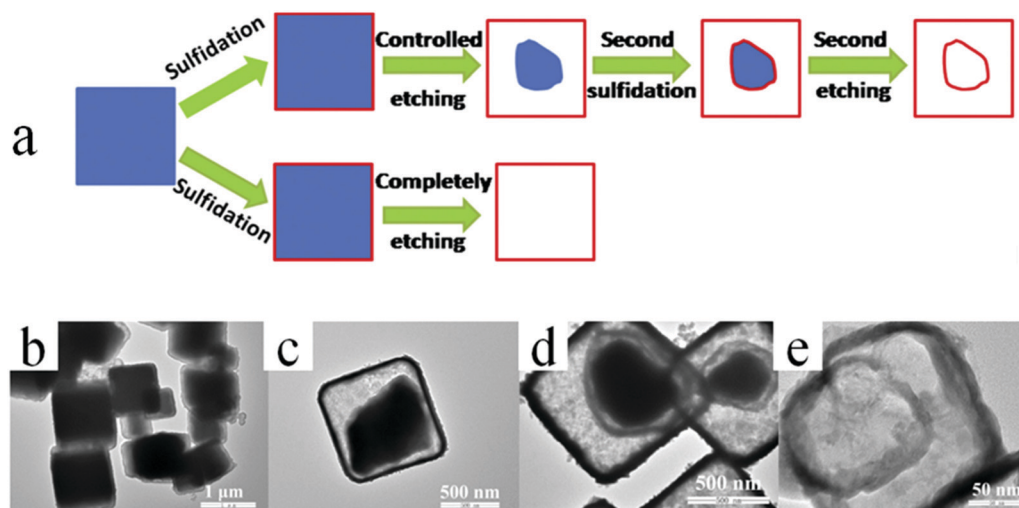 a
Sulfidation
Controlled
etching
Second
sulfidation
Second
etching
Sulfidation
Completely
etching
b
1 µm
c
500 nm
d
500 nm
e
50 nm